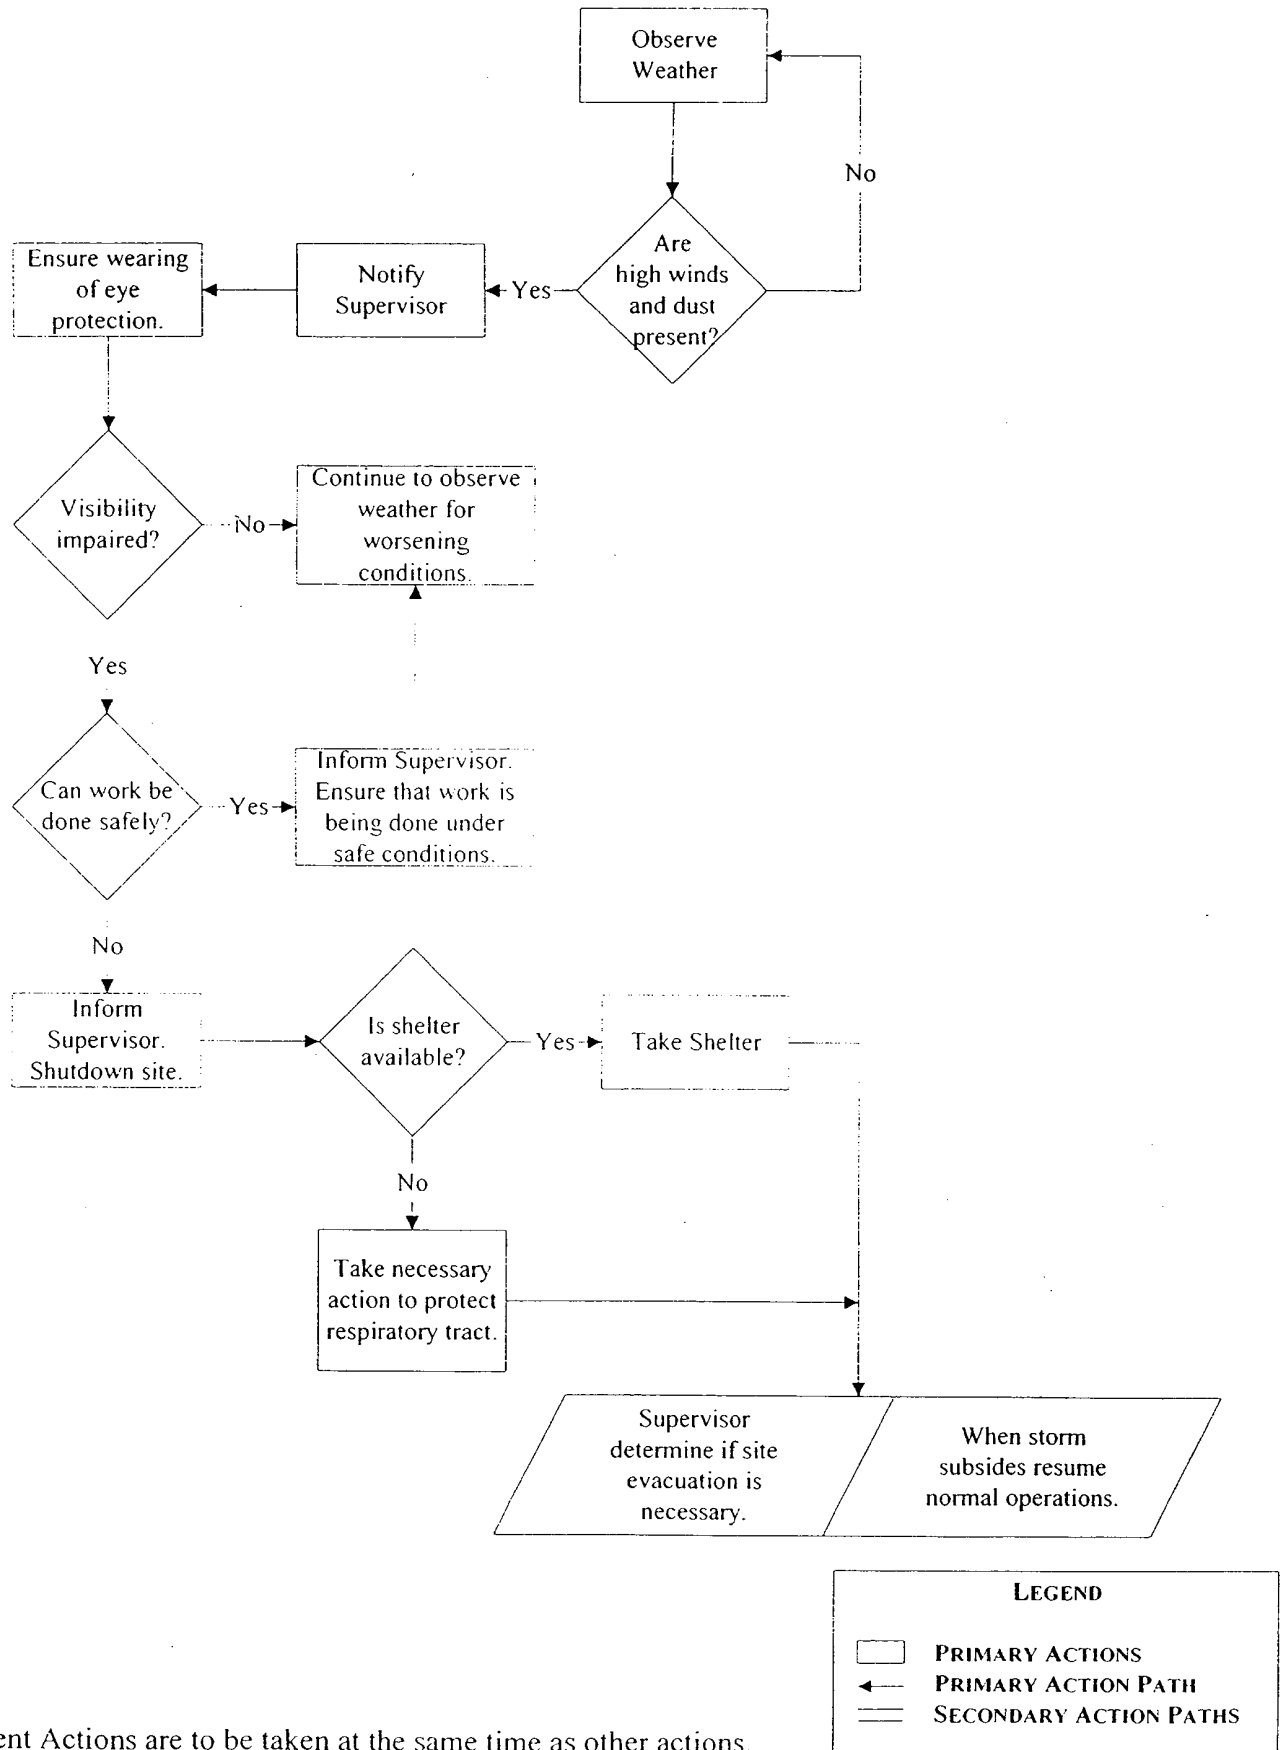 Observe
Weather
No
Are
high winds
and dust
present?
Yes
Notify
Supervisor
Ensure wearing
of eye
protection.
Visibility
impaired?
No
Continue to observe
weather for
worsening
conditions.
Yes
Can work be
done safely?
Yes
Inform Supervisor.
Ensure that work is
being done under
safe conditions.
No
Inform
Supervisor.
Shutdown site.
Is shelter
available?
Yes
Take Shelter
No
Take necessary
action to protect
respiratory tract.
Supervisor
determine if site
evacuation is
necessary.
When storm
subsides resume
normal operations.
LEGEND
PRIMARY ACTIONS
PRIMARY ACTION PATH
SECONDARY ACTION PATHS
Actions are to be taken at the same time as other actions.